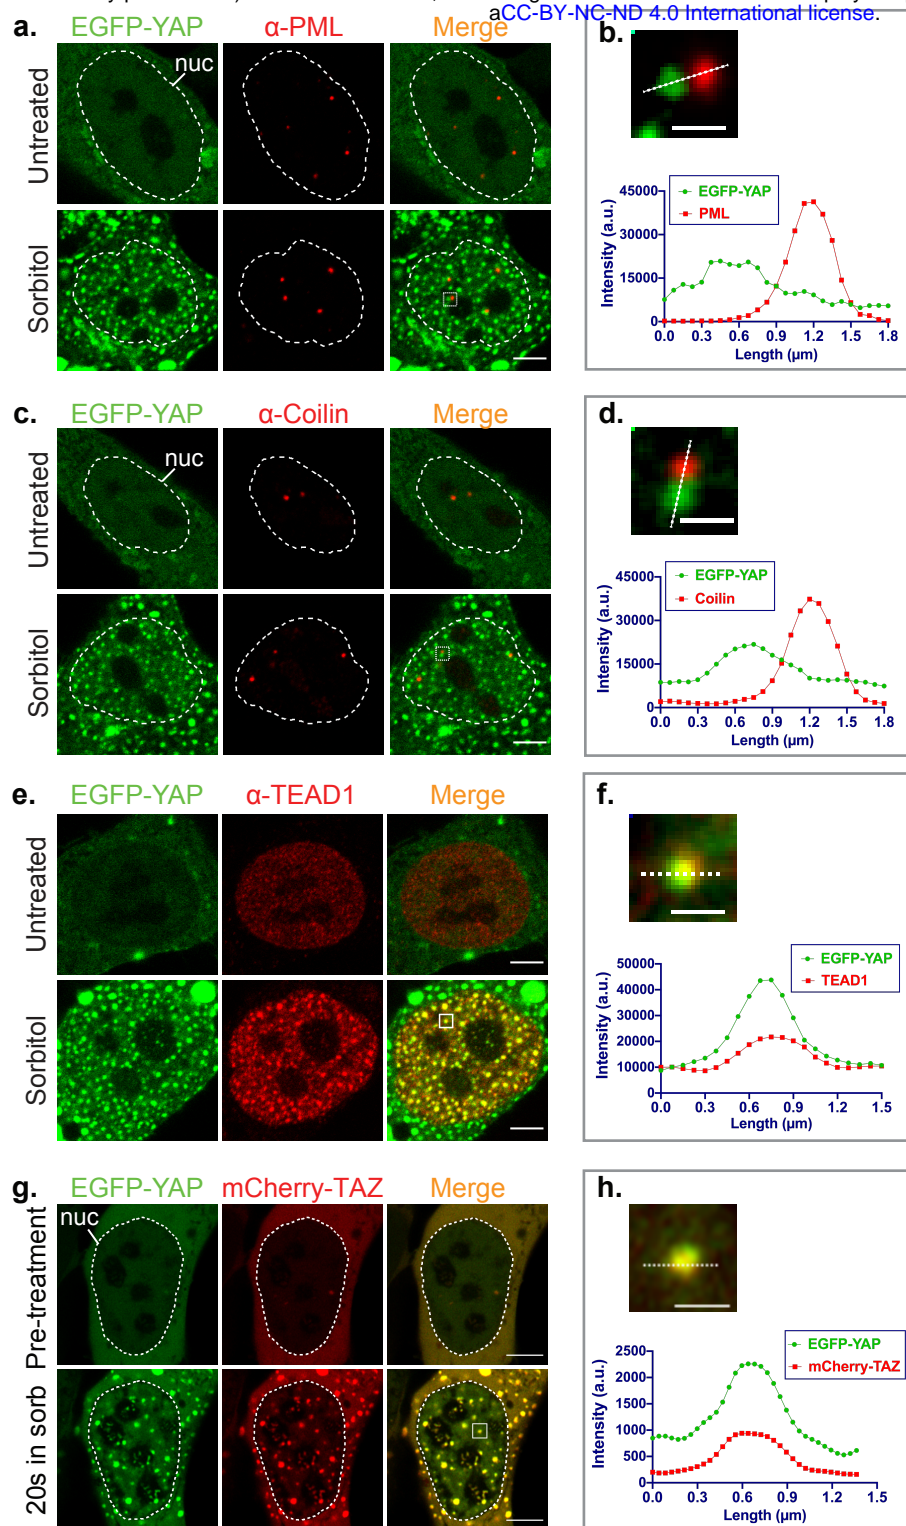 aCC-BY-NC-ND 4.0 International license.
a.
EGFP-YAP
α-PML
Merge
nuc
Untreated
Sorbitol
b.
EGFP-YAP
PML
Intensity (a.u.)
45000
30000
15000
0
0.0 0.3 0.6 0.9 1.2 1.5 1.8
Length (µm)
c.
EGFP-YAP
α-Coilin
Merge
nuc
Untreated
Sorbitol
d.
EGFP-YAP
Coilin
Intensity (a.u.)
45000
30000
15000
0
0.0 0.3 0.6 0.9 1.2 1.5 1.8
Length (µm)
e.
EGFP-YAP
α-TEAD1
Merge
Untreated
Sorbitol
f.
EGFP-YAP
TEAD1
Intensity (a.u.)
50000
40000
30000
20000
10000
0
0.0 0.3 0.6 0.9 1.2 1.5
Length (µm)
g.
EGFP-YAP
mCherry-TAZ
Merge
nuc
Pre-treatment
20s in sorb
h.
EGFP-YAP
mCherry-TAZ
Intensity (a.u.)
2500
2000
1500
1000
500
0
0.0 0.3 0.6 0.9 1.2 1.5
Length (µm)